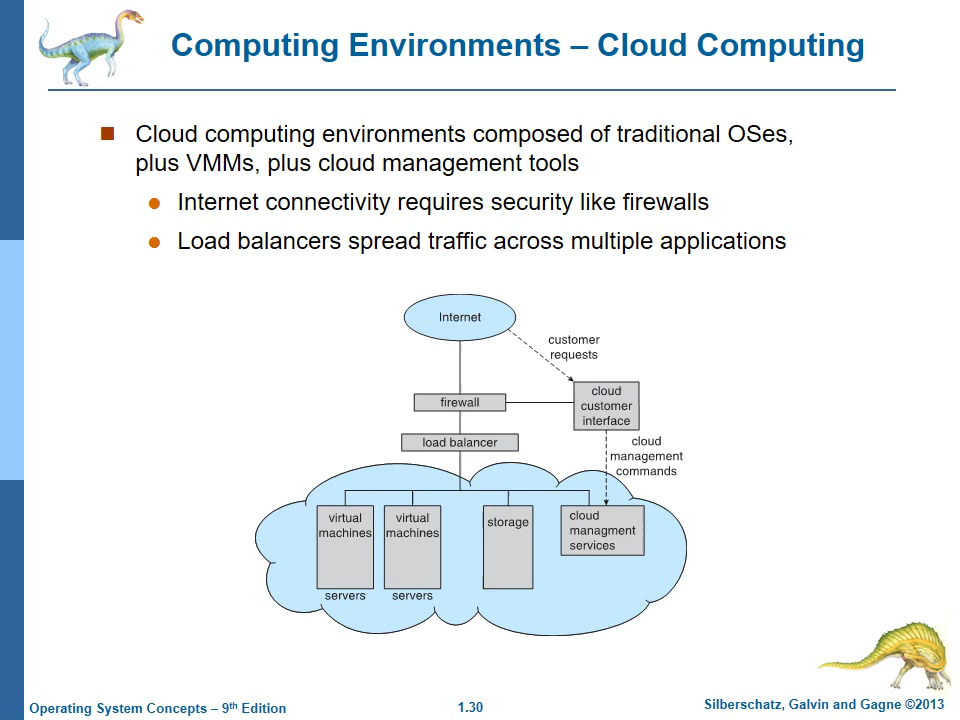 Computing Environments – Cloud Computing
Cloud computing environments composed of traditional OSes,
plus VMMs, plus cloud management tools
Internet connectivity requires security like firewalls
Load balancers spread traffic across multiple applications
Internet
customer
requests
firewall
cloud
customer
interface
load balancer
cloud
management
commands
virtual
machines
servers
virtual
machines
servers
storage
cloud
managment
services
Operating System Concepts – 9th Edition
1.30
Silberschatz, Galvin and Gagne ©2013